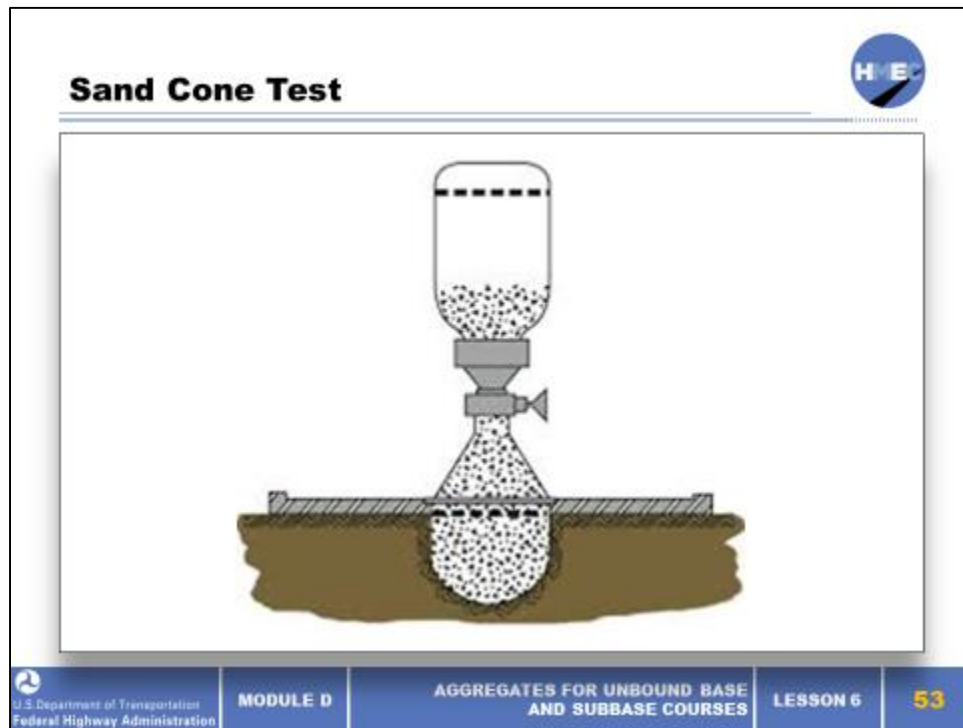 Sand Cone Test
HMEC
U.S.Department of Transportation
Federal Highway Administration
MODULE D
AGGREGATES FOR UNBOUND BASE
AND SUBBASE COURSES
LESSON 6
53